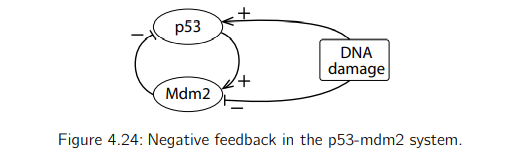 +
p53
–
DNA
damage
+
Mdm2
–
Figure 4.24: Negative feedback in the p53-mdm2 system.